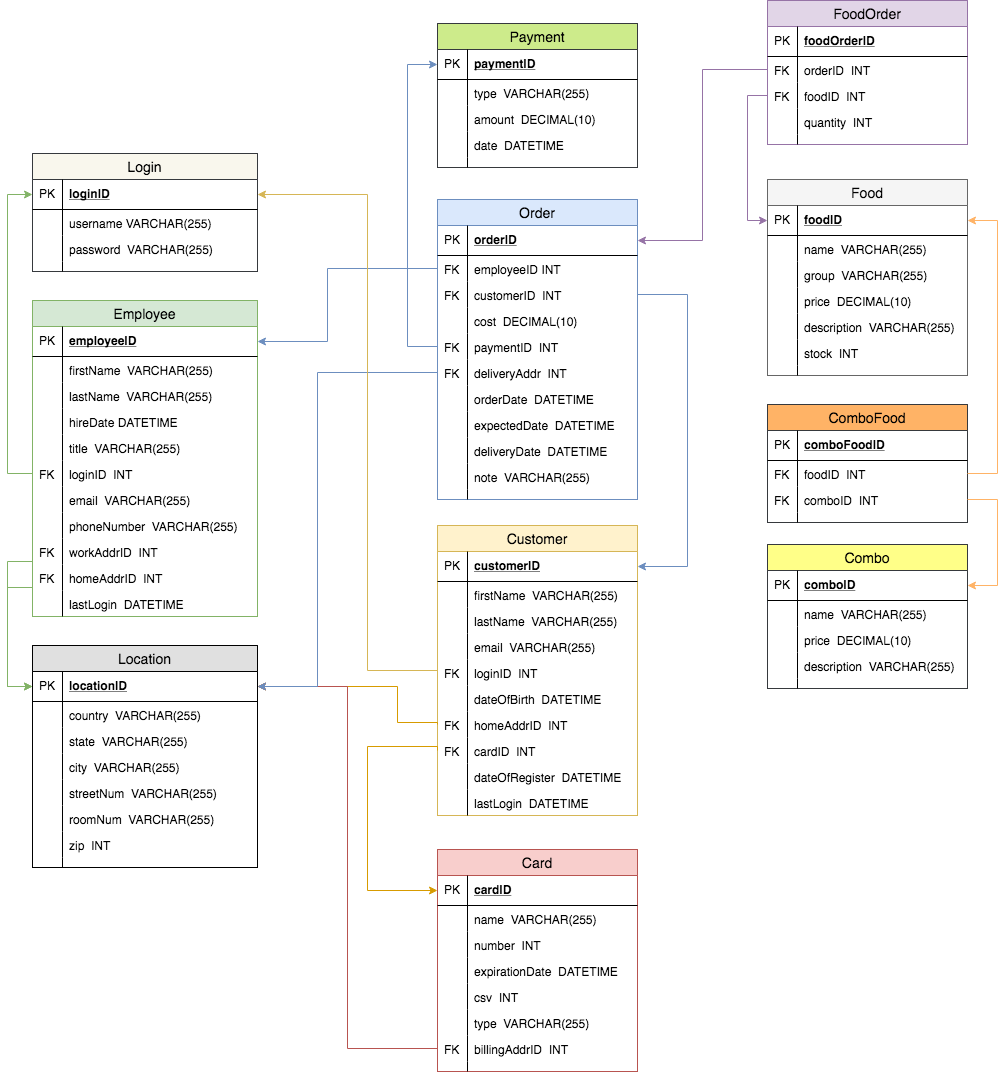 Payment
PK paymentID
type VARCHAR(255)
amount DECIMAL(10)
date DATETIME
FoodOrder
PK foodOrderID
FK orderID INT
FK foodID INT
quantity INT
Login
PK loginID
username VARCHAR(255)
password VARCHAR(255)
Order
PK orderID
FK employeeID INT
FK customerID INT
cost DECIMAL(10)
FK paymentID INT
FK deliveryAddr INT
orderDate DATETIME
expectedDate DATETIME
deliveryDate DATETIME
note VARCHAR(255)
Food
PK foodID
name VARCHAR(255)
group VARCHAR(255)
price DECIMAL(10)
description VARCHAR(255)
stock INT
Employee
PK employeeID
firstName VARCHAR(255)
lastName VARCHAR(255)
hireDate DATETIME
title VARCHAR(255)
FK loginID INT
email VARCHAR(255)
phoneNumber VARCHAR(255)
FK workAddrID INT
FK homeAddrID INT
lastLogin DATETIME
ComboFood
PK comboFoodID
FK foodID INT
FK comboID INT
Customer
PK customerID
firstName VARCHAR(255)
lastName VARCHAR(255)
email VARCHAR(255)
FK loginID INT
dateOfBirth DATETIME
FK homeAddrID INT
FK cardID INT
dateOfRegister DATETIME
lastLogin DATETIME
Combo
PK comboID
name VARCHAR(255)
price DECIMAL(10)
description VARCHAR(255)
Location
PK locationID
country VARCHAR(255)
state VARCHAR(255)
city VARCHAR(255)
streetNum VARCHAR(255)
roomNum VARCHAR(255)
zip INT
Card
PK cardID
name VARCHAR(255)
number INT
expirationDate DATETIME
csv INT
type VARCHAR(255)
FK billingAddrID INT